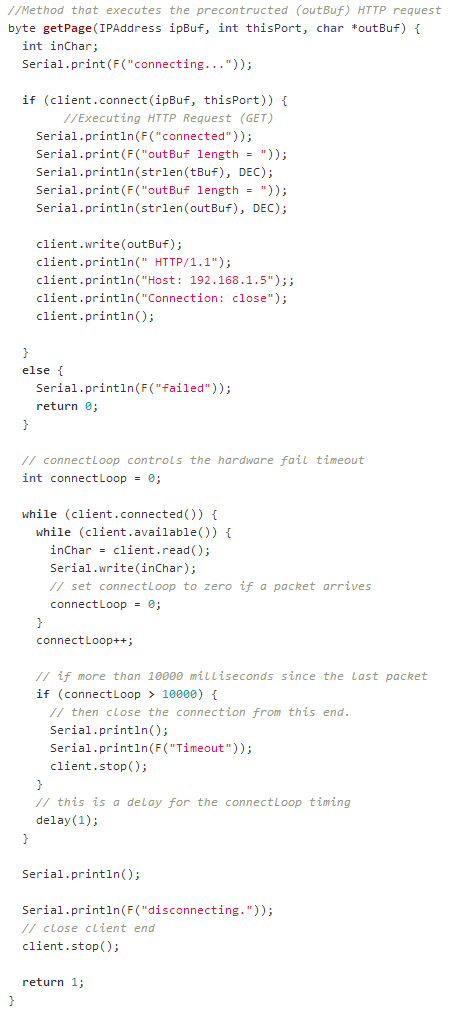 //Method that executes the precontructed (outBuf) HTTP request
byte getPage(IPAddress ipBuf, int thisPort, char *outBuf) {
  int inChar;
  Serial.print(F("connecting..."));

  if (client.connect(ipBuf, thisPort)) {
        //Executing HTTP Request (GET)
    Serial.println(F("connected"));
    Serial.print(F("outBuf length = "));
    Serial.println(strlen(tBuf), DEC);
    Serial.print(F("outBuf length = "));
    Serial.println(strlen(outBuf), DEC);

    client.write(outBuf);
    client.println(" HTTP/1.1");
    client.println("Host: 192.168.1.5");;
    client.println("Connection: close");
    client.println();

  }
  else {
    Serial.println(F("failed"));
    return 0;
  }

  // connectLoop controls the hardware fail timeout
  int connectLoop = 0;

  while (client.connected()) {
    while (client.available()) {
      inChar = client.read();
      Serial.write(inChar);
      // set connectLoop to zero if a packet arrives
      connectLoop = 0;
    }
    connectLoop++;

    // if more than 10000 milliseconds since the last packet
    if (connectLoop > 10000) {
      // then close the connection from this end.
      Serial.println();
      Serial.println(F("Timeout"));
      client.stop();
    }
    // this is a delay for the connectLoop timing
    delay(1);
  }

  Serial.println();

  Serial.println(F("disconnecting."));
  // close client end
  client.stop();

  return 1;
}